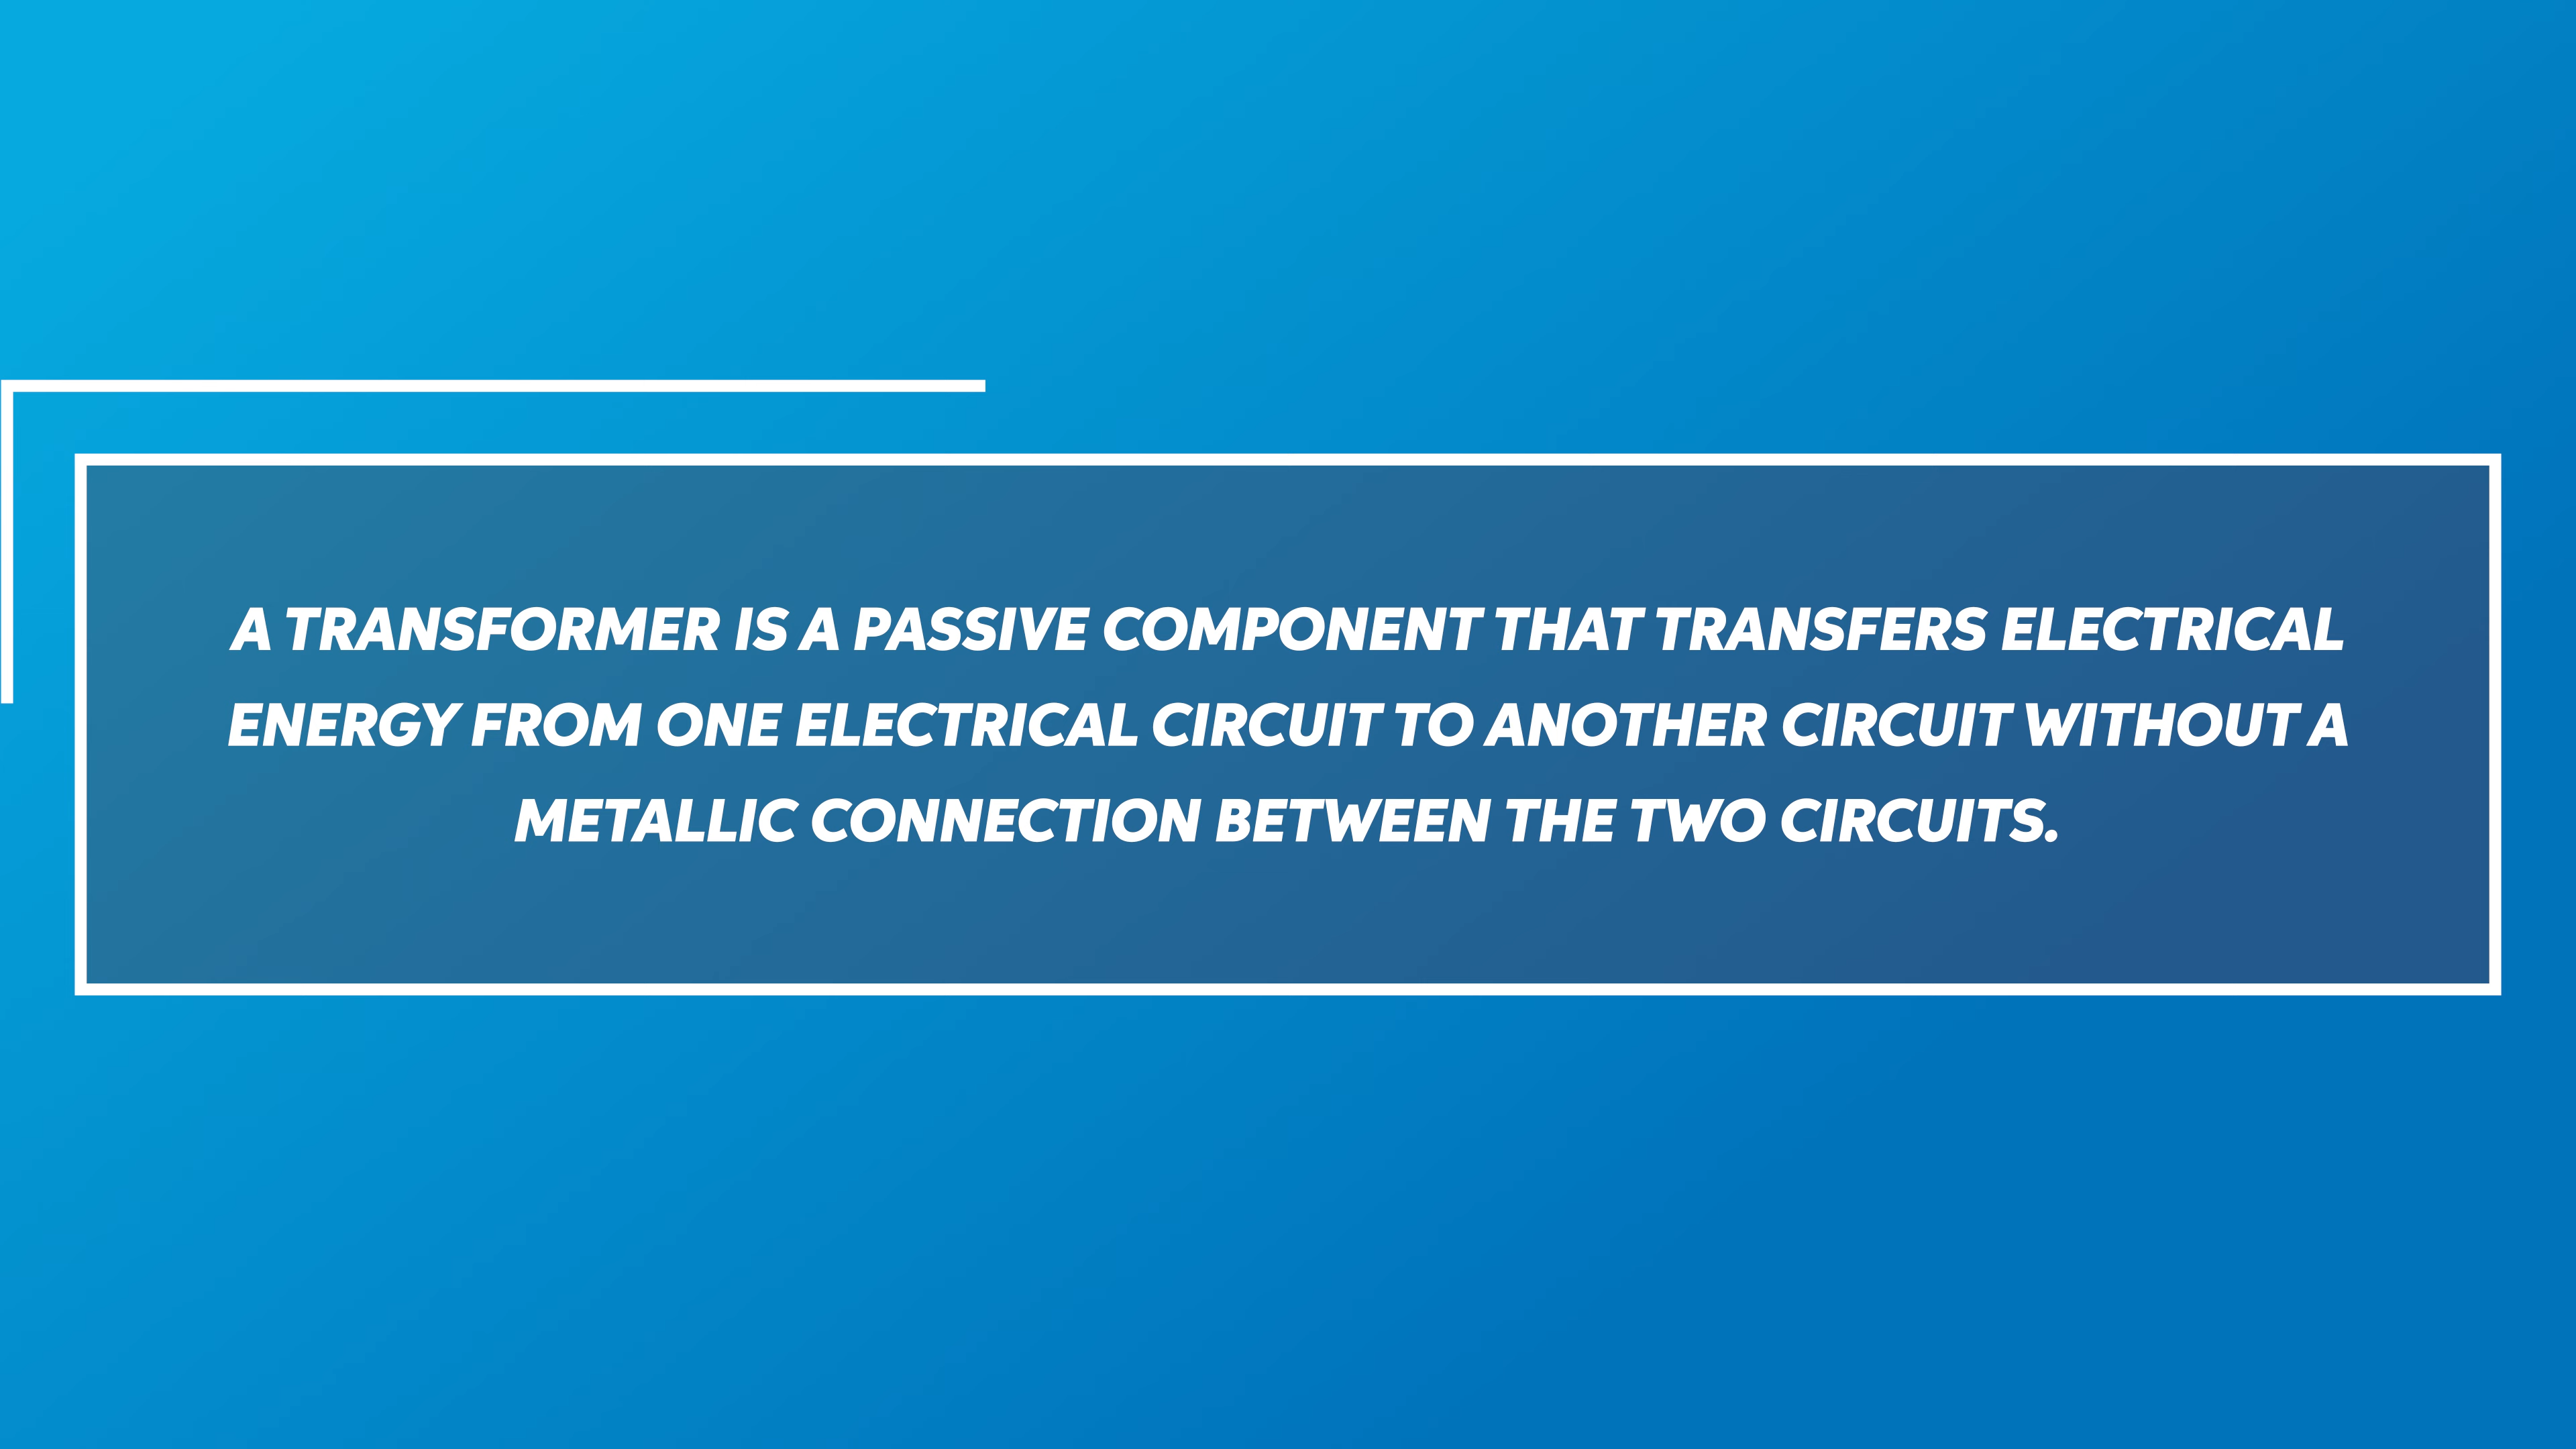 A TRANSFORMER IS A PASSIVE COMPONENT THAT TRANSFERS ELECTRICAL
ENERGY FROM ONE ELECTRICAL CIRCUIT TO ANOTHER CIRCUIT WITHOUT A
METALLIC CONNECTION BETWEEN THE TWO CIRCUITS.